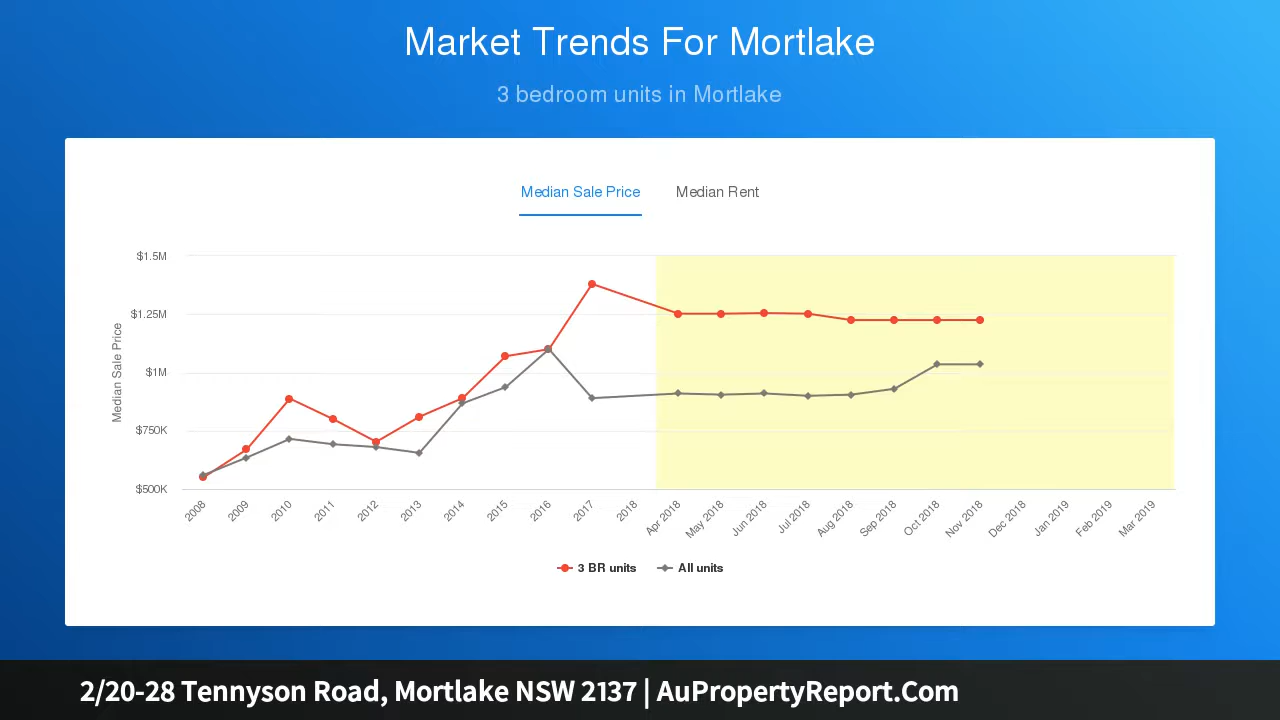 Market Trends For Mortlake
3 bedroom units in Mortlake
Median Sale Price Median Rent
$1.5M
$1.25M
$1M
$750K
$500K
Median Sale Price
2008 2009 2010 2011 2012 2013 2014 2015 2016 2017 2018 Apr 2018 May 2018 Jun 2018 Jul 2018 Aug 2018 Sep 2018 Oct 2018 Nov 2018 Dec 2018 Jan 2019 Feb 2019 Mar 2019
3 BR units All units
2/20-28 Tennyson Road, Mortlake NSW 2137 | AuPropertyReport.Com